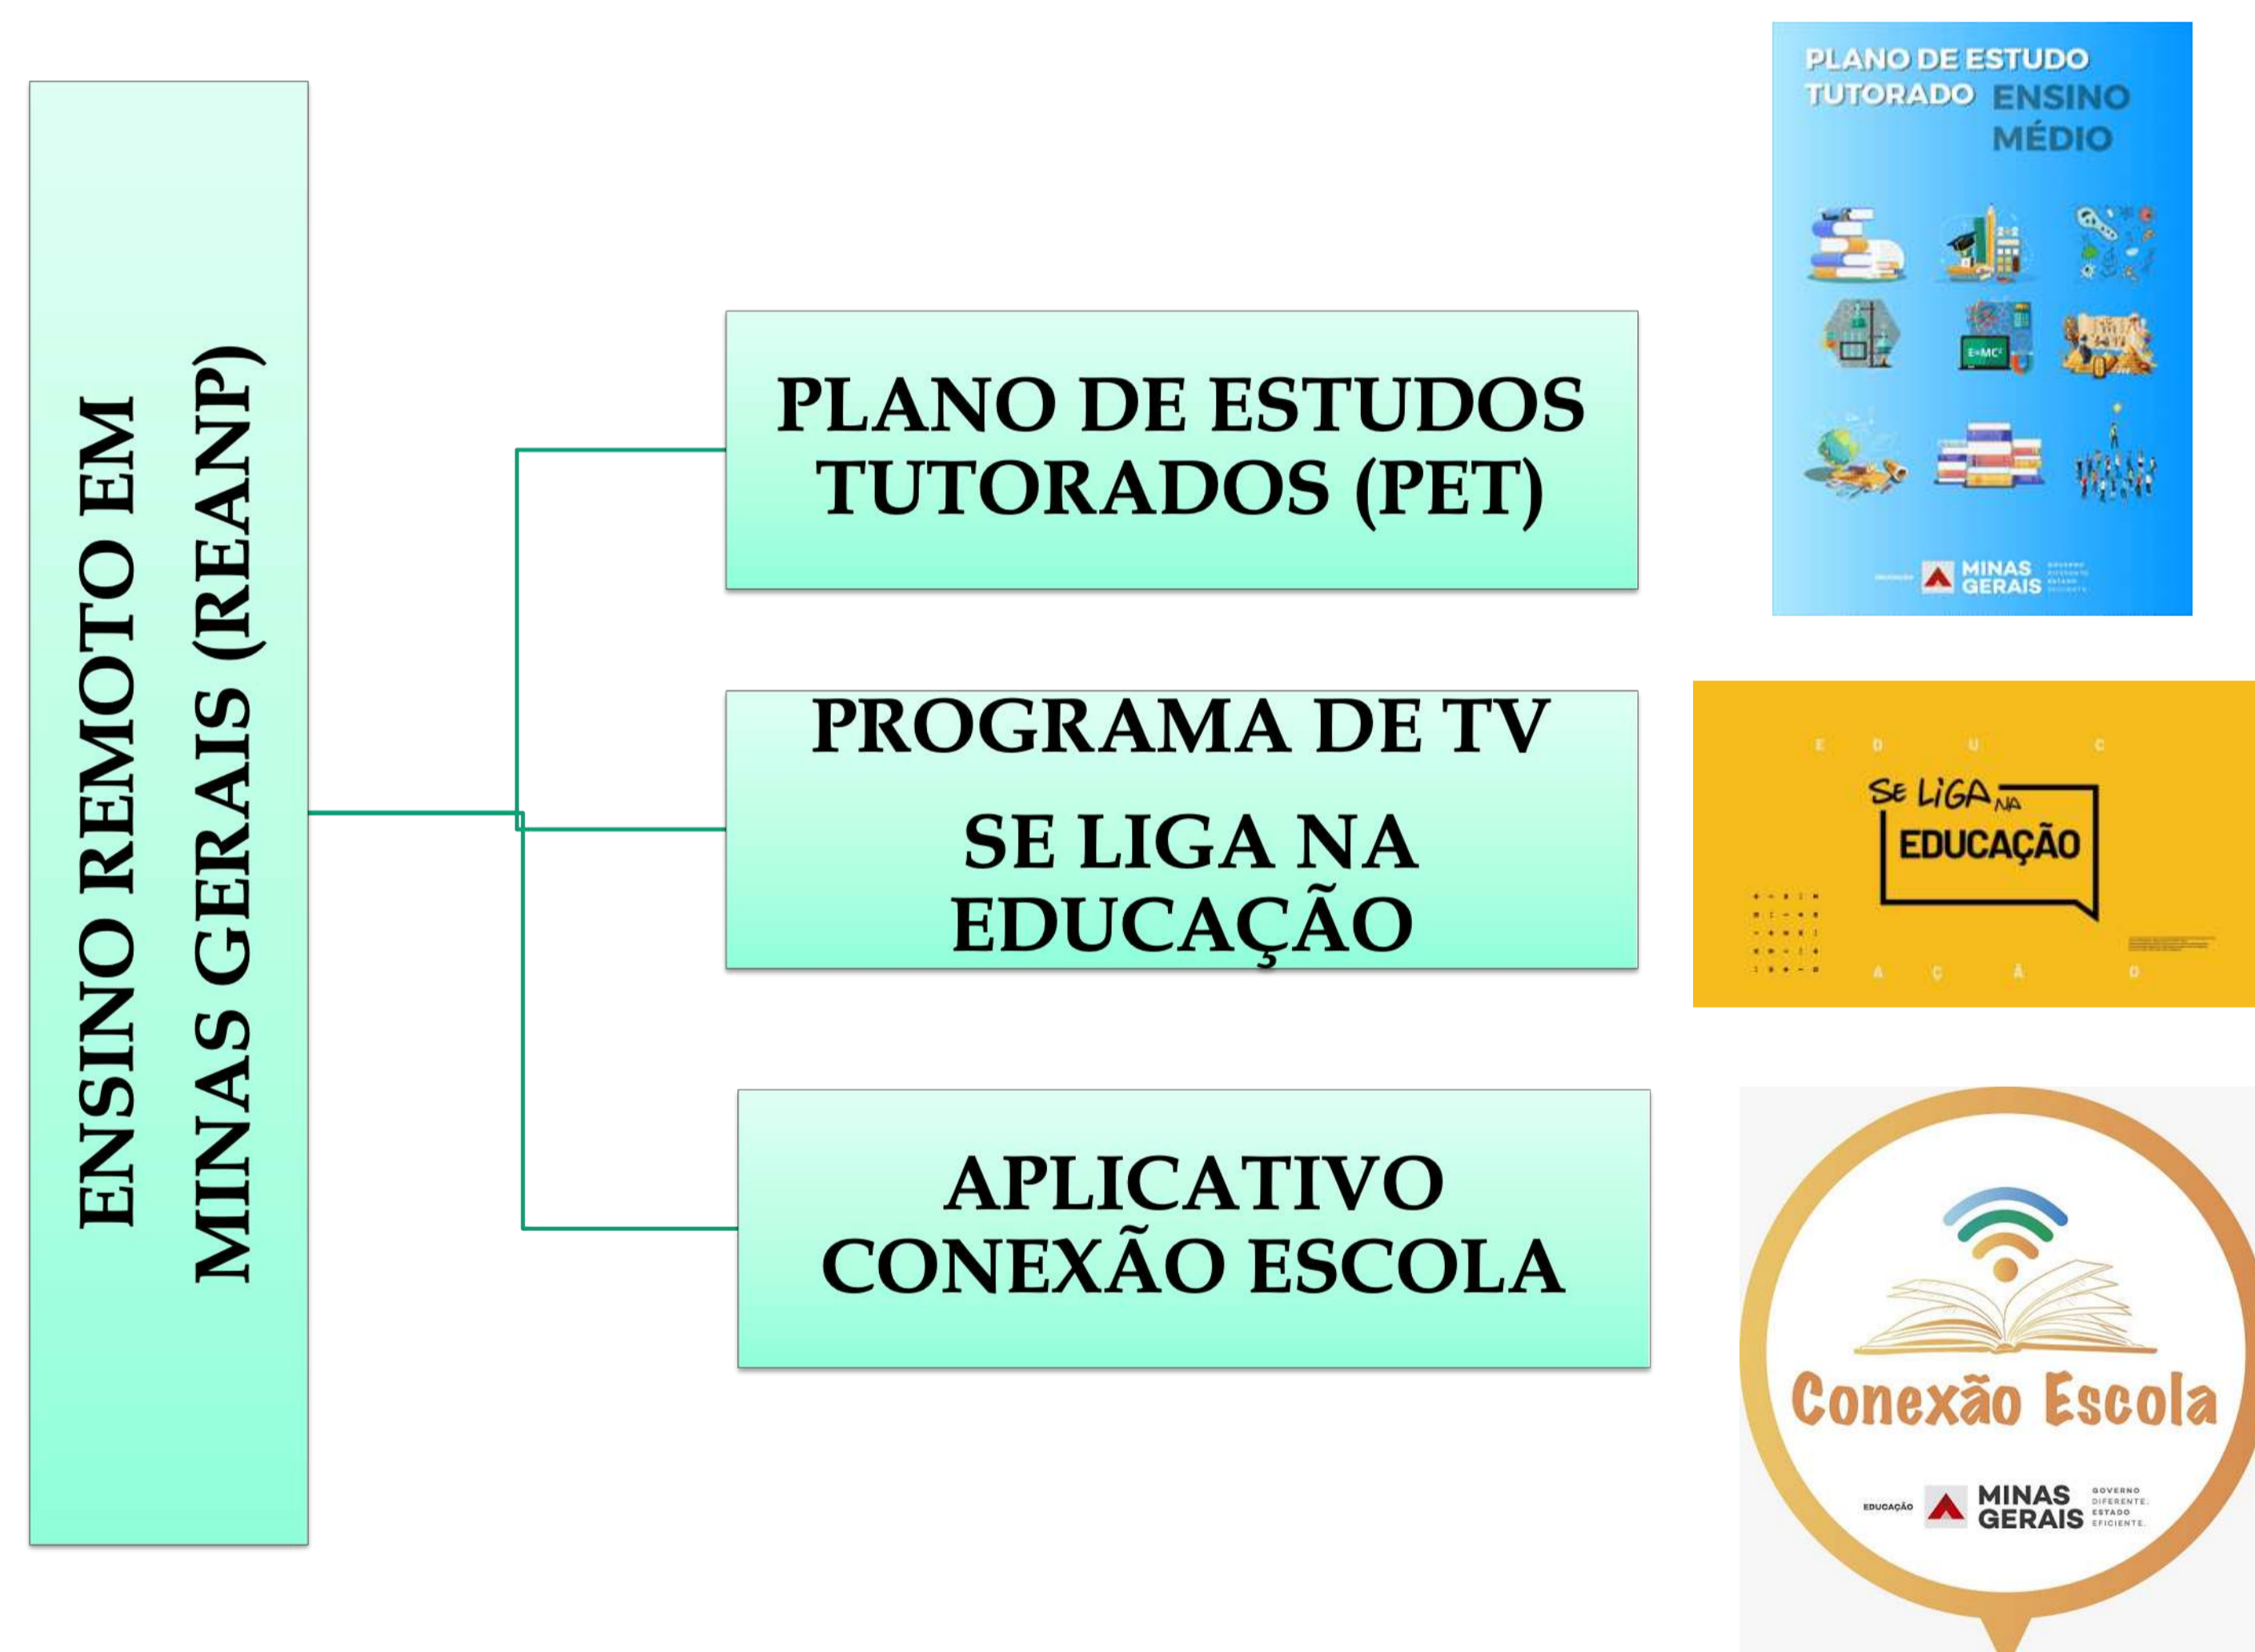 ENSINO REMOTO EM
MINAS GERAIS (REANP)
PLANO DE ESTUDOS
TUTORADOS (PET)
PROGRAMA DE TV
SE LIGA NA
EDUCAÇÃO
APLICATIVO
CONEXÃO ESCOLA
PLANO DE ESTUDO
TUTORADO ENSINO
MÉDIO
E=MC²
MINAS
GERAIS
E D U C
SE LIGA NA
EDUCAÇÃO
A Ç Ã O
Conexão Escola
EDUCAÇÃO
MINAS
GERAIS
GOVERNO
DIFERENTE.
ESTADO
EFICIENTE.